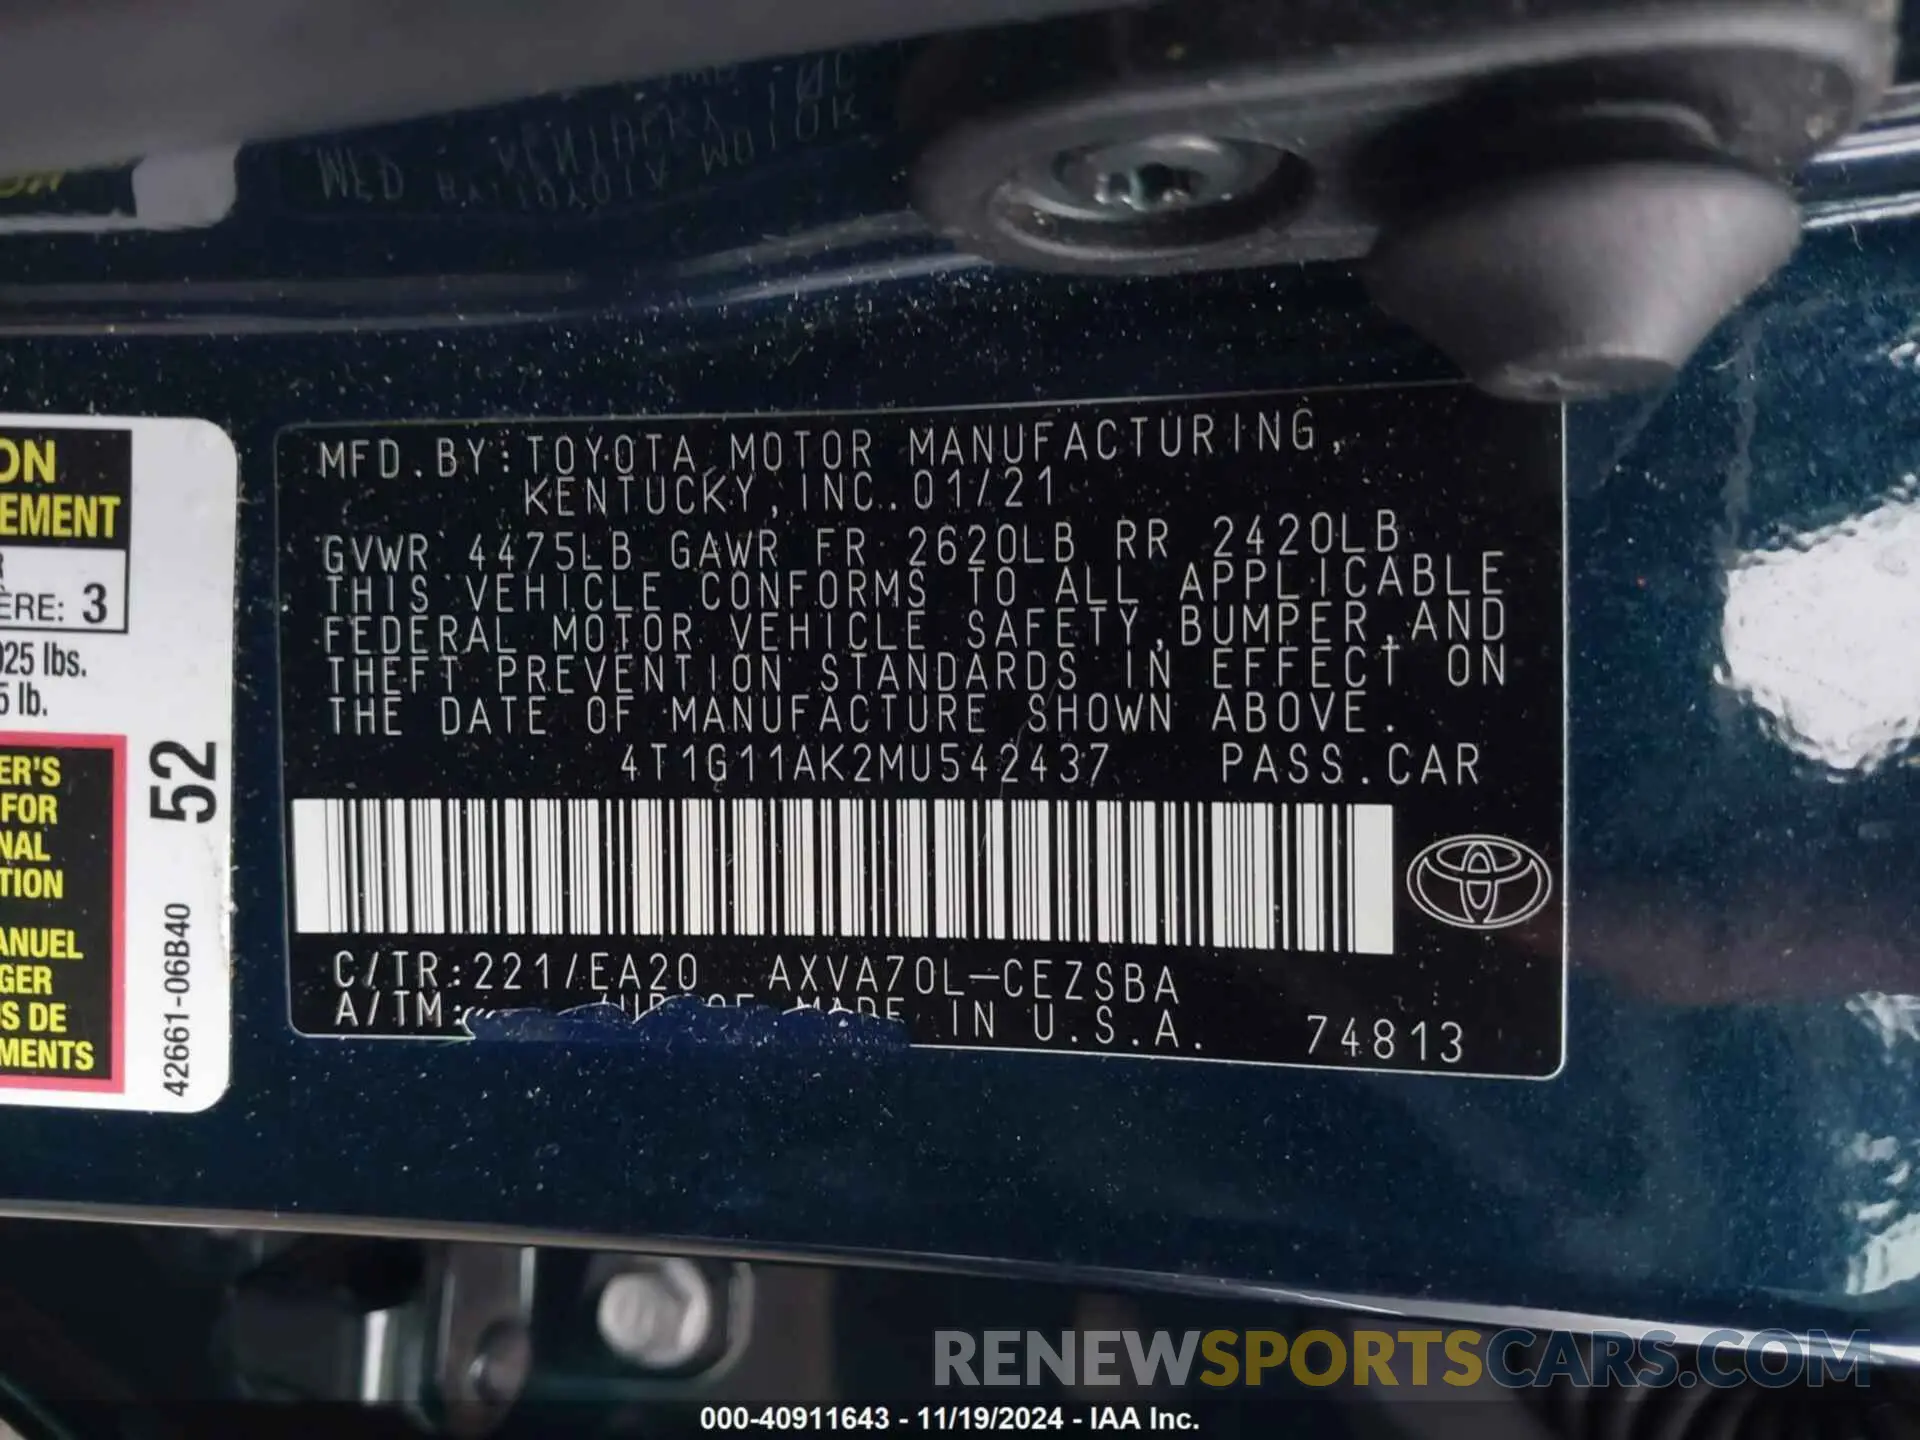 MFD.BY:TOYOTA MOTOR MANUFACTURING,
KENTUCKY,INC. 01/21
GVWR 4475LB GAWR FR 2620LB RR 2420LB
THIS VEHICLE CONFORMS TO ALL APPLICABLE
FEDERAL MOTOR VEHICLE SAFETY,BUMPER,AND
THEFT PREVENTION STANDARDS IN EFFECT ON
THE DATE OF MANUFACTURE SHOWN ABOVE.
4T1G11AK2MU542437 PASS.CAR
C/TR:221/EA20 AXVA70L-CEZSBA
A/TM: MADE IN U.S.A. 74813
ON
EMENT
R
ÈRE: 3
025 lbs.
5 lb.
ER'S
FOR
NAL
TION
ANUEL
GER
S DE
MENTS
52
42661-06B40
RENEWSPORTSCARS.COM
000-40911643 - 11/19/2024 - IAA Inc.